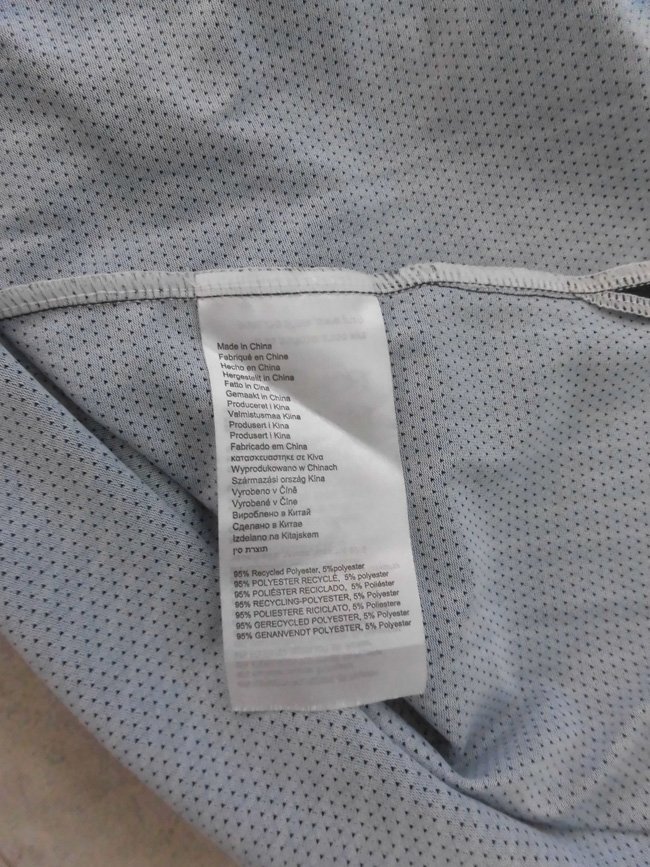 Made in China
Fabriqué en Chine
Hecho en China
Hergestellt in China
Fatto in Cina
Gemaakt in China
Produceret i Kina
Valmistusmaa Kiina
Produsert i Kina
Produsert i Kina
Fabricado em China
κατασκευαστηκε σε Κίνα
Wyprodukowano w Chinach
Származási ország Kína
Vyrobeno v Číně
Vyrobené v Číne
Вироблено в Китай
Сделано в Китае
Izdelano na Kitajskem
תוצרת סין
95% Recycled Polyester, 5%polyester
95% POLYESTER RECYCLÉ, 5% polyester
95% POLIÉSTER RECICLADO, 5% Poliéster
95% RECYCLING-POLYESTER, 5% Polyester
95% POLIESTERE RICICLATO, 5% Poliestere
95% GERECYCLED POLYESTER, 5% Polyester
95% GENANVENDT POLYESTER, 5% Polyester